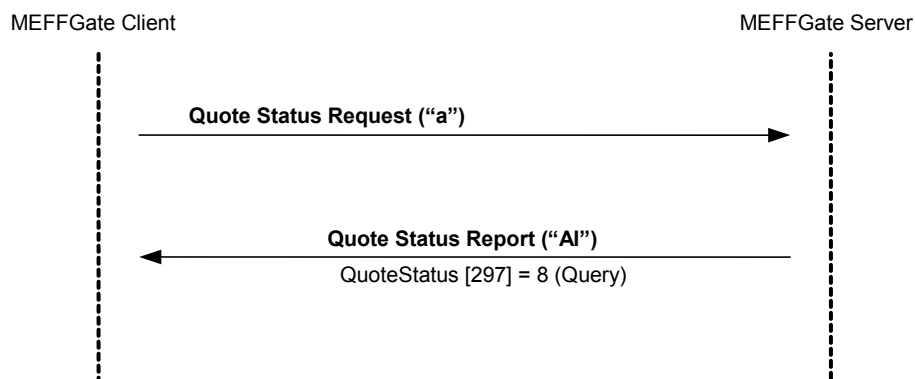 MEFFGate Client
MEFFGate Server
Quote Status Request (“a”)
Quote Status Report (“AI”)
QuoteStatus [297] = 8 (Query)